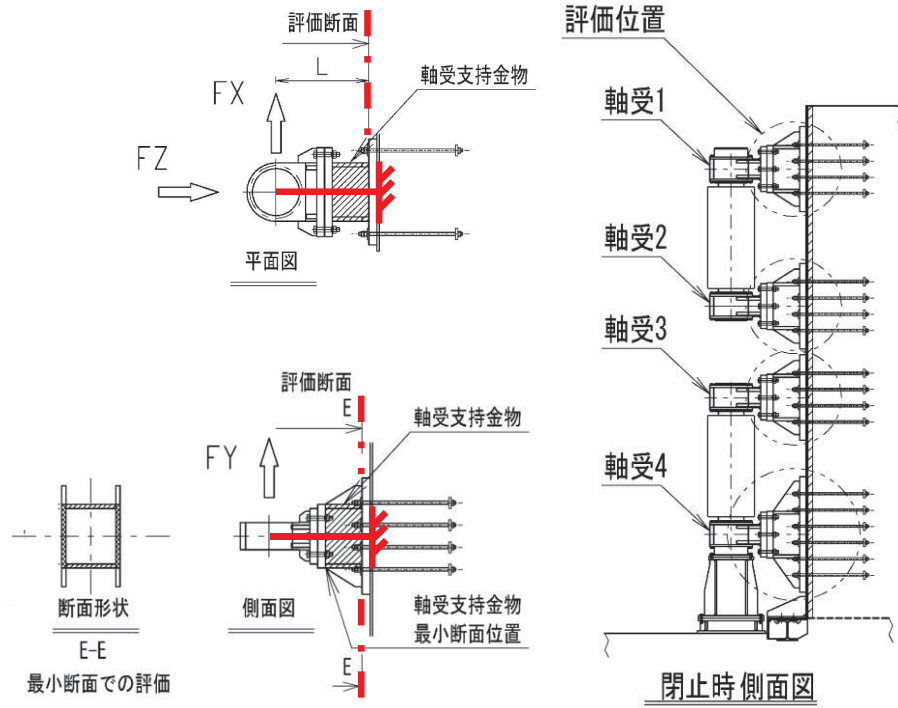 評価断面
L
FX
軸受支持金物
FZ
平面図
評価断面
E
軸受支持金物
FY
断面形状
E-E
最小断面での評価
側面図
軸受支持金物
最小断面位置
E
評価位置
軸受1
軸受2
軸受3
軸受4
閉止時側面図